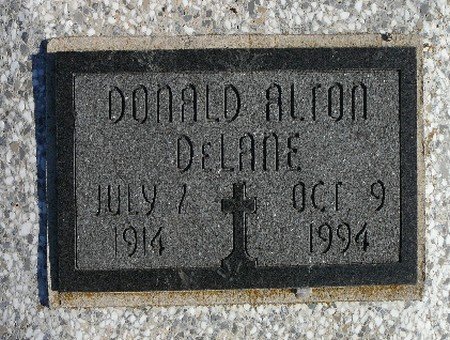 DONALD ALTON
DeLANE
JULY 7 OCT 9
1914 1994